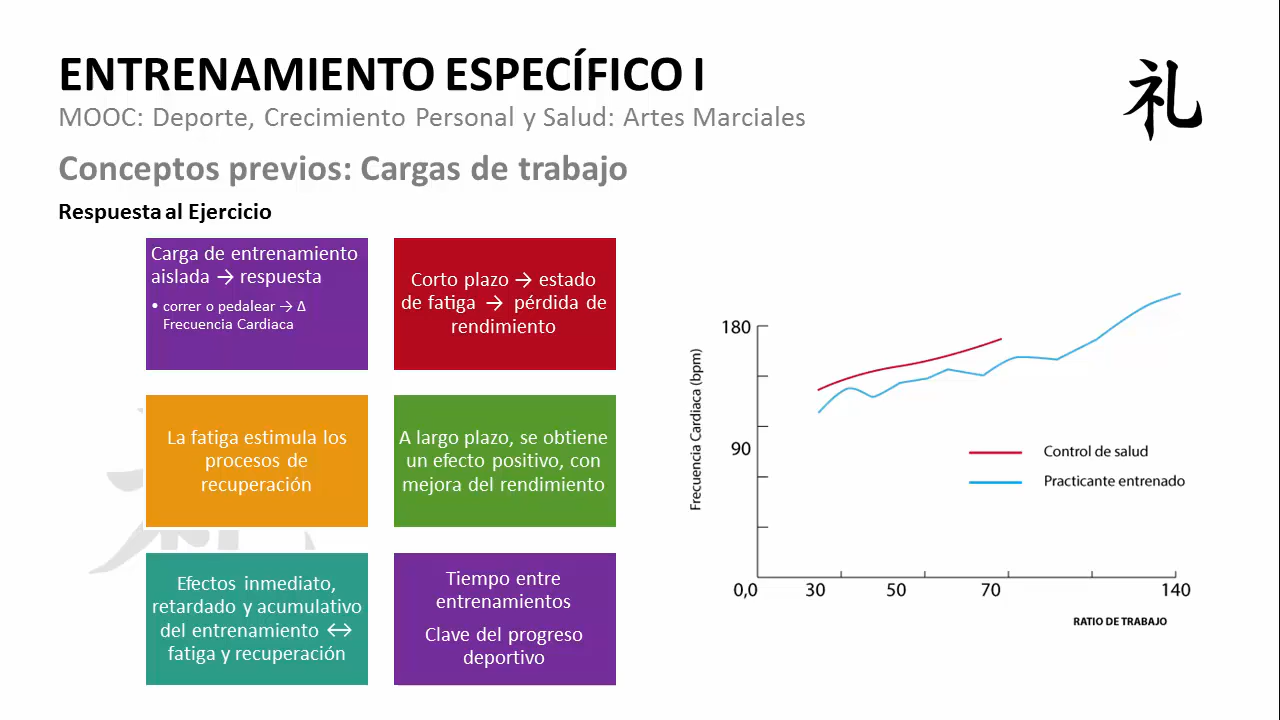 ENTRENAMIENTO ESPECÍFICO I
MOOC: Deporte, Crecimiento Personal y Salud: Artes Marciales
礼
Conceptos previos: Cargas de trabajo
Respuesta al Ejercicio
Carga de entrenamiento
aislada → respuesta
• correr o pedalear → Δ
Frecuencia Cardiaca
Corto plazo → estado
de fatiga → pérdida de
rendimiento
La fatiga estimula los
procesos de
recuperación
A largo plazo, se obtiene
un efecto positivo, con
mejora del rendimiento
Efectos inmediato,
retardado y acumulativo
del entrenamiento ↔
fatiga y recuperación
Tiempo entre
entrenamientos
Clave del progreso
deportivo
Frecuencia Cardiaca (bpm)
180
90
Control de salud
Practicante entrenado
0,0 30 50 70 140
RATIO DE TRABAJO